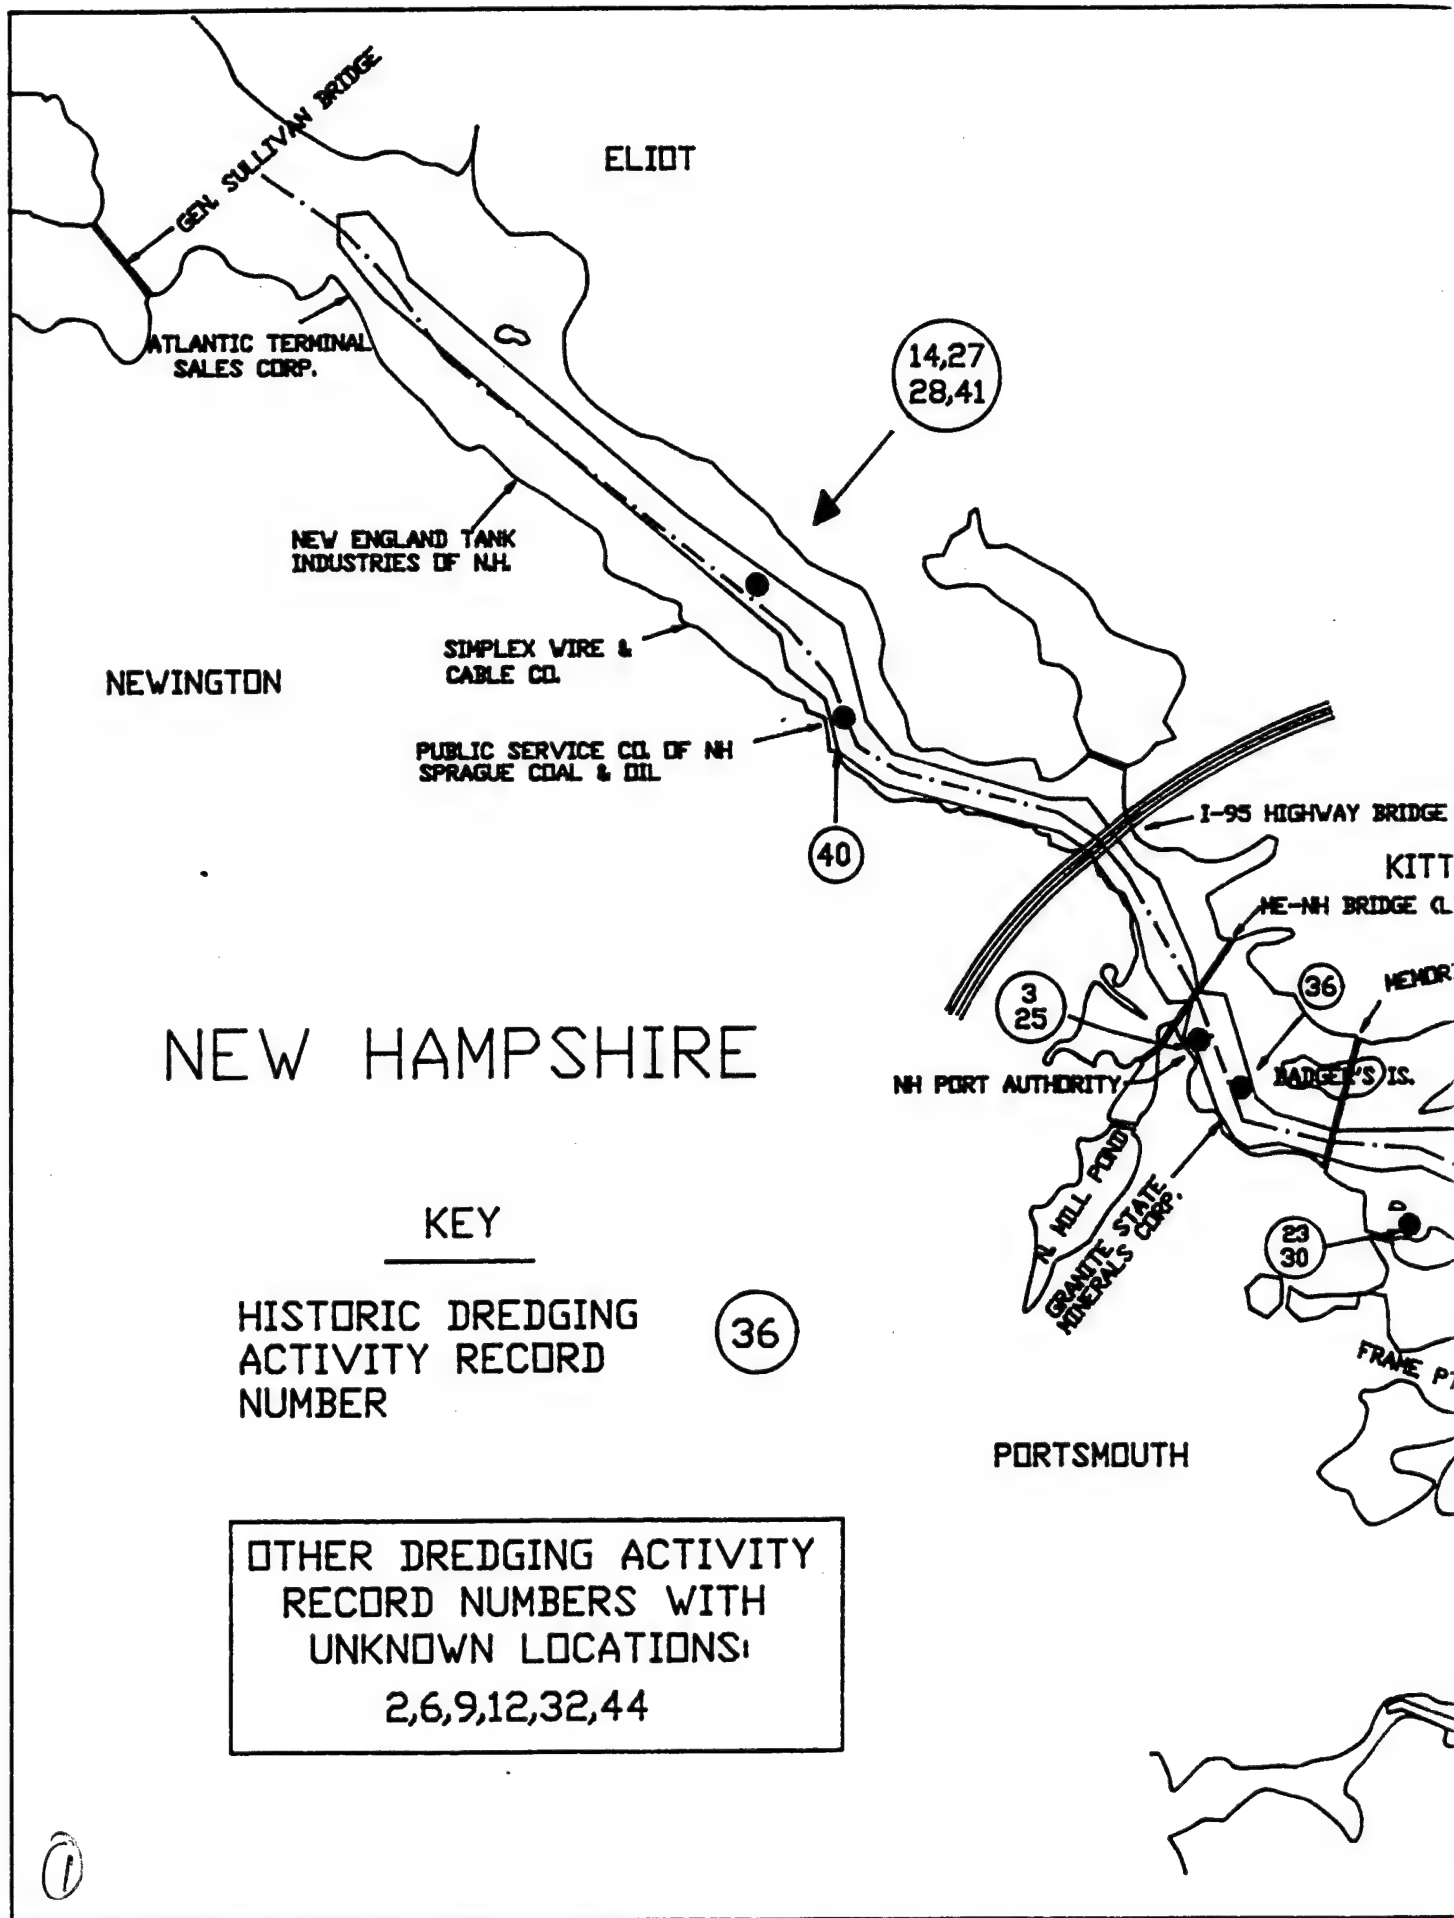 GEN. SULLIVAN BRIDGE
ELIOT
ATLANTIC TERMINAL
SALES CORP.
14,27
28,41
NEW ENGLAND TANK
INDUSTRIES OF N.H.
SIMPLEX WIRE &
CABLE CO.
NEWINGTON
PUBLIC SERVICE CO. OF NH
SPRAGUE COAL & OIL
I-95 HIGHWAY BRIDGE
40
KITT
ME-NH BRIDGE (L
3
25
36
MEMOR
NEW HAMPSHIRE
NH PORT AUTHORITY
BADGER'S IS.
N. MILL POND
GRANITE STATE
MINERALS CORP.
23
30
KEY
HISTORIC DREDGING
ACTIVITY RECORD
NUMBER
36
FRAME PT
PORTSMOUTH
OTHER DREDGING ACTIVITY
RECORD NUMBERS WITH
UNKNOWN LOCATIONS:
2,6,9,12,32,44
1